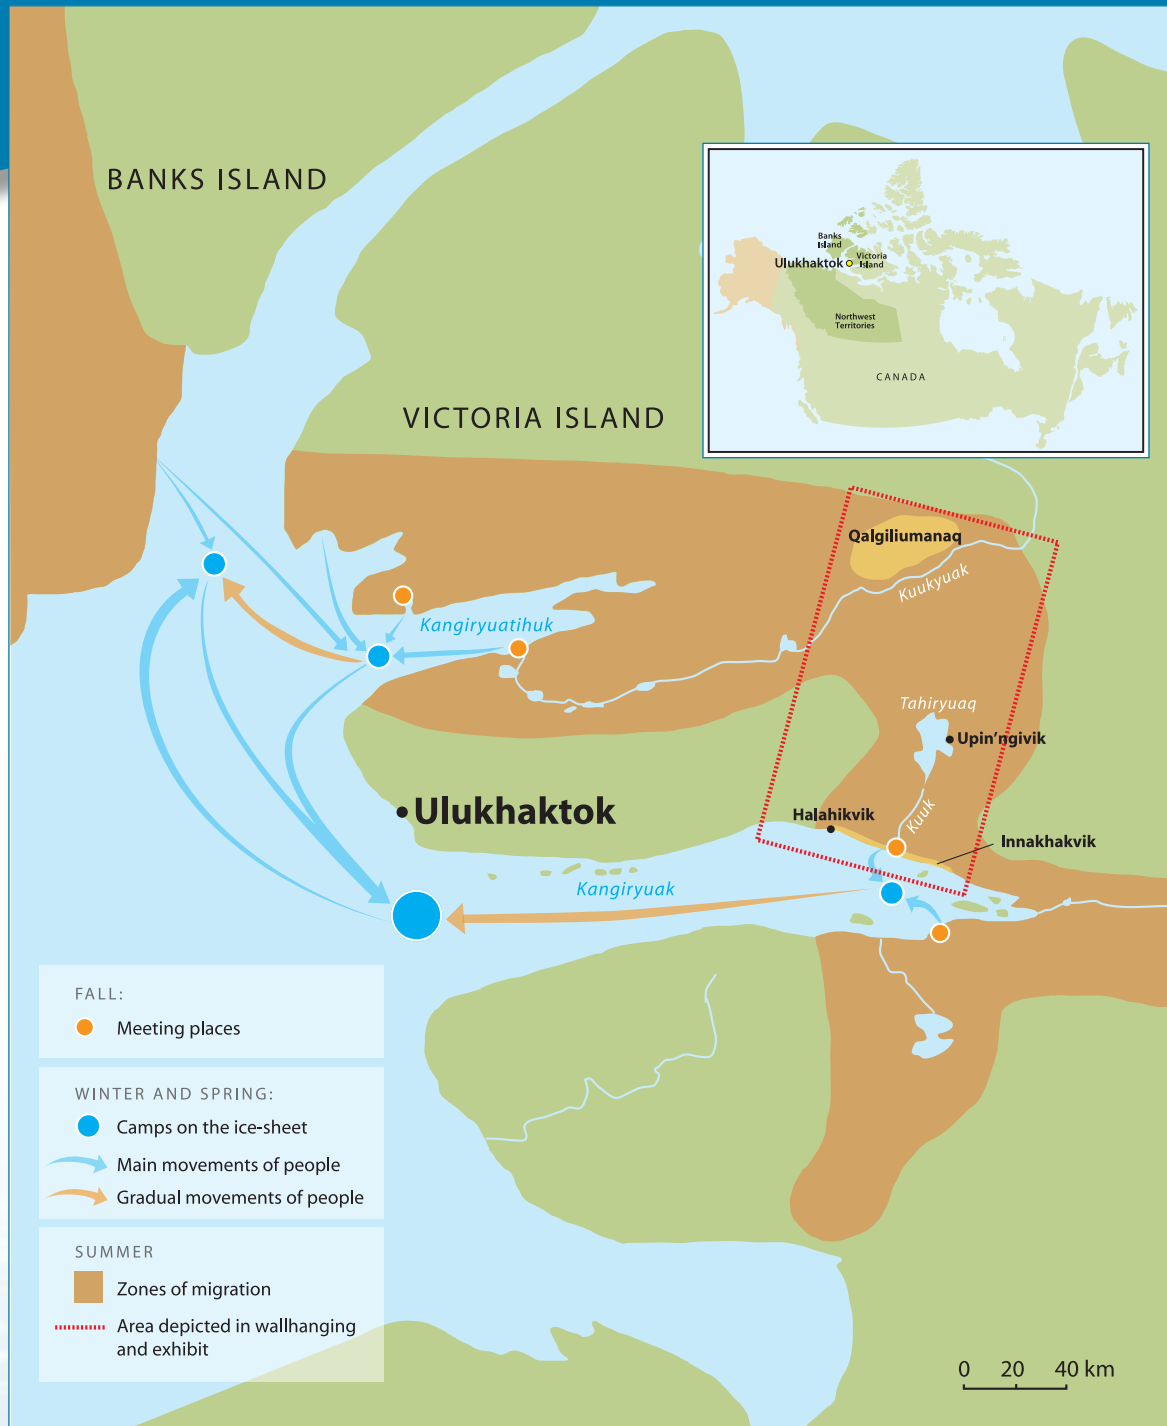 BANKS ISLAND
VICTORIA ISLAND
Banks
Island
Ulukhaktok
Victoria
Island
Northwest
Territories
CANADA
Qalgiliumanaq
Kuukyuak
Kangiryuatihuk
Tahiryuaq
Upin'ngivik
Ulukhaktok
Halahikvik
Kuuk
Innakhakvik
Kangiryuak
FALL:
Meeting places
WINTER AND SPRING:
Camps on the ice-sheet
Main movements of people
Gradual movements of people
SUMMER
Zones of migration
Area depicted in wallhanging
and exhibit
0 20 40 km